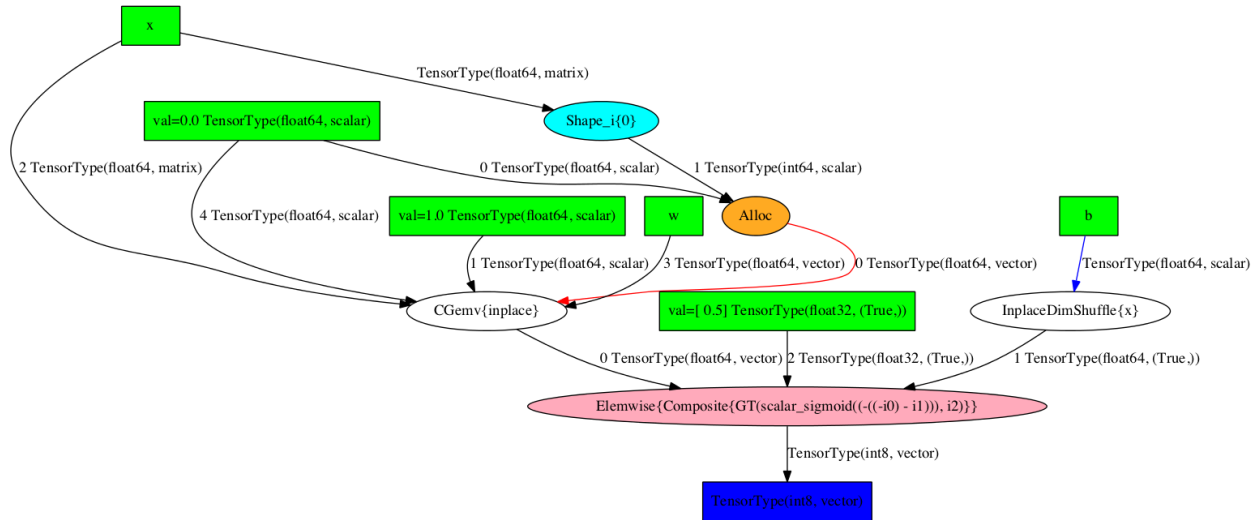 x
TensorType(float64, matrix)
val=0.0 TensorType(float64, scalar)
Shape_i{0}
2 TensorType(float64, matrix)
0 TensorType(float64, scalar)
1 TensorType(int64, scalar)
4 TensorType(float64, scalar)
val=1.0 TensorType(float64, scalar)
w
Alloc
b
1 TensorType(float64, scalar)
3 TensorType(float64, vector)
0 TensorType(float64, vector)
TensorType(float64, scalar)
CGemv{inplace}
val=[ 0.5] TensorType(float32, (True,))
InplaceDimShuffle{x}
0 TensorType(float64, vector)
2 TensorType(float32, (True,))
1 TensorType(float64, (True,))
Elemwise{Composite{GT(scalar_sigmoid((-((-i0) - i1))), i2)}}
TensorType(int8, vector)
TensorType(int8, vector)